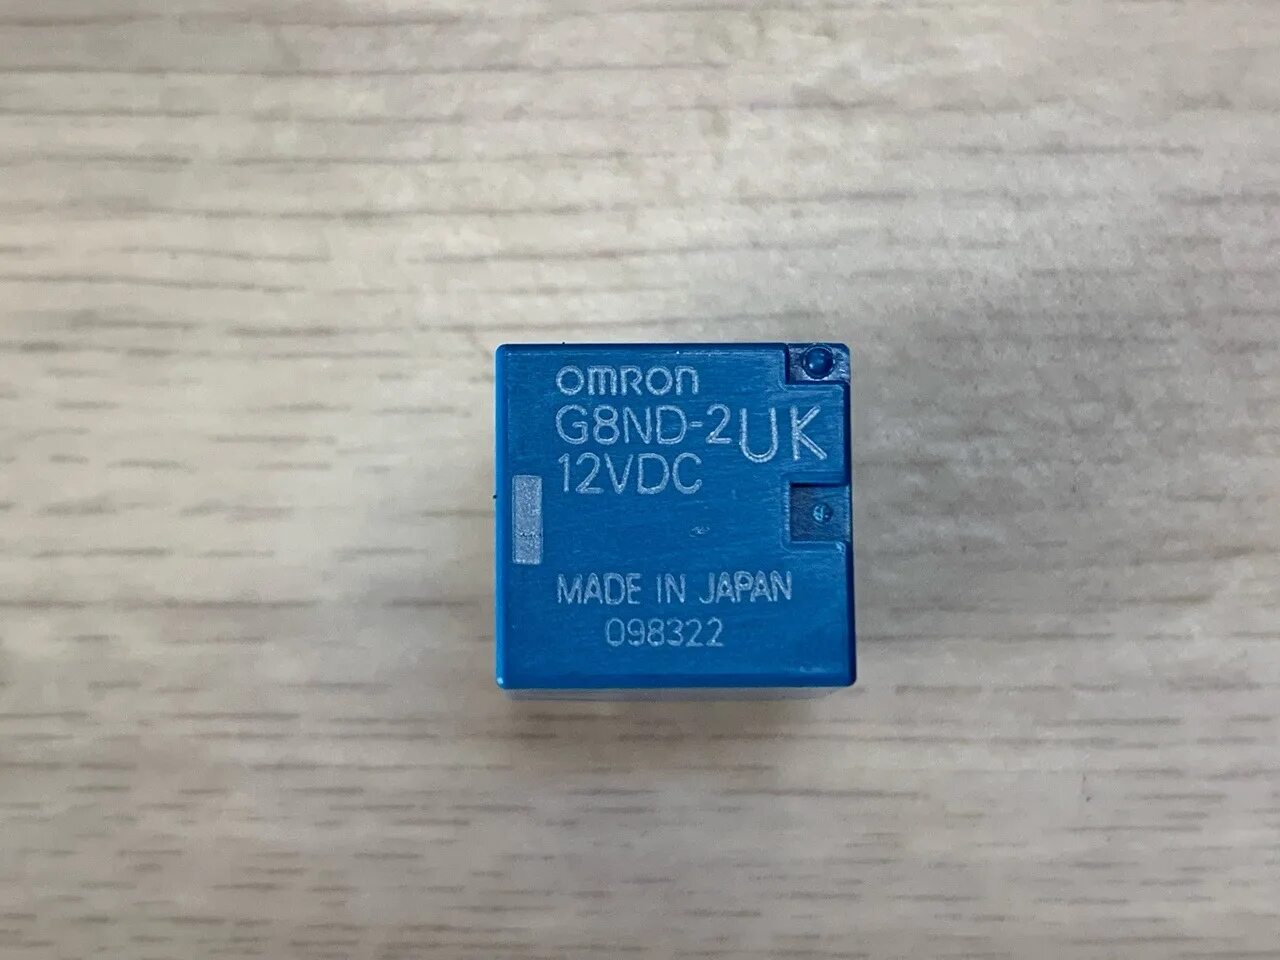 omron
G8ND-2UK
12VDC
MADE IN JAPAN
098322